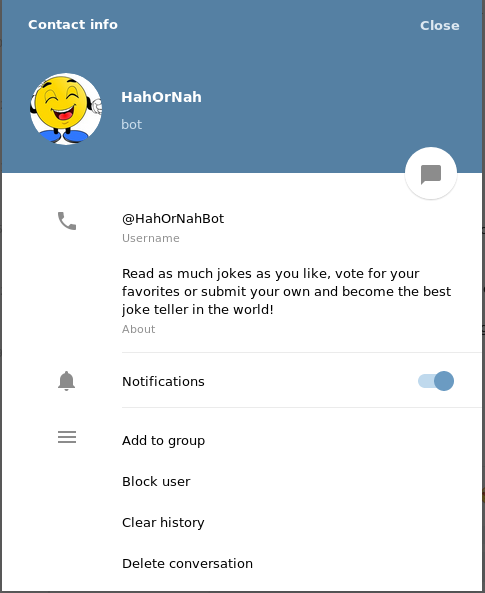 Contact info
Close
HahOrNah
bot
@HahOrNahBot
Username
Read as much jokes as you like, vote for your
favorites or submit your own and become the best
joke teller in the world!
About
Notifications
Add to group
Block user
Clear history
Delete conversation